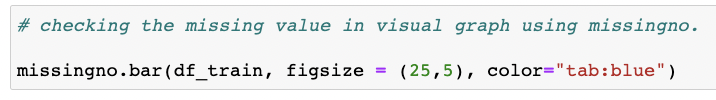 # checking the missing value in visual graph using missingno.
missingno.bar(df_train, figsize = (25,5), color="tab:blue")